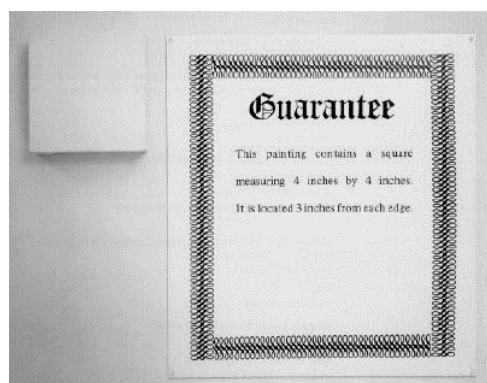 Guarantee
This painting contains a square
measuring 4 inches by 4 inches.
It is located 3 inches from each edge.